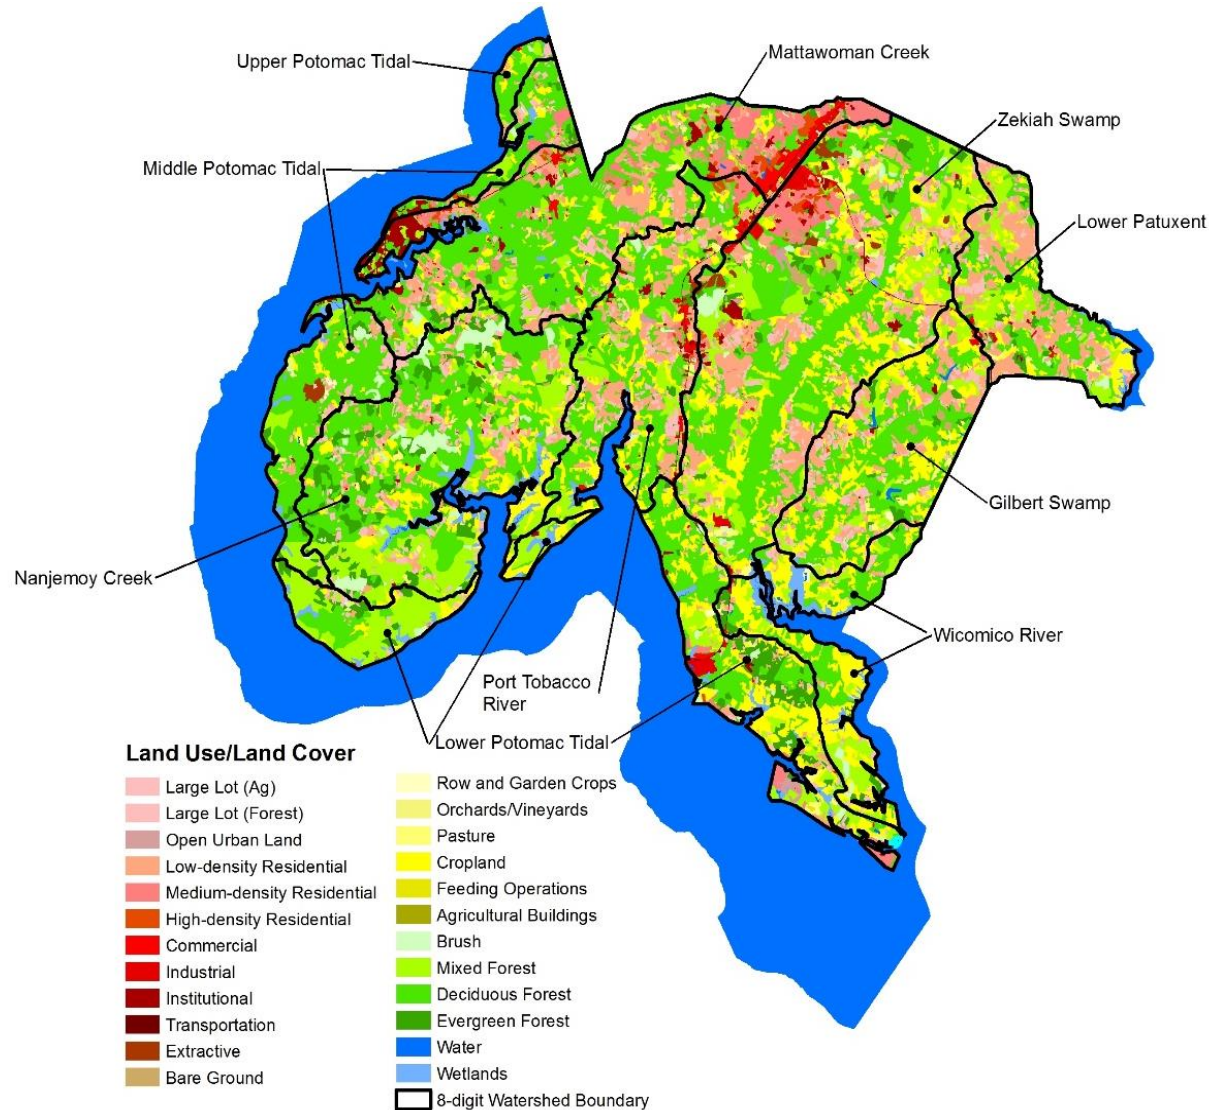 Upper Potomac Tidal
Mattawoman Creek
Zekiah Swamp
Middle Potomac Tidal
Lower Patuxent
Gilbert Swamp
Nanjemoy Creek
Wicomico River
Port Tobacco
River
Lower Potomac Tidal
Land Use/Land Cover
Large Lot (Ag)
Large Lot (Forest)
Open Urban Land
Low-density Residential
Medium-density Residential
High-density Residential
Commercial
Industrial
Institutional
Transportation
Extractive
Bare Ground
Row and Garden Crops
Orchards/Vineyards
Pasture
Cropland
Feeding Operations
Agricultural Buildings
Brush
Mixed Forest
Deciduous Forest
Evergreen Forest
Water
Wetlands
8-digit Watershed Boundary